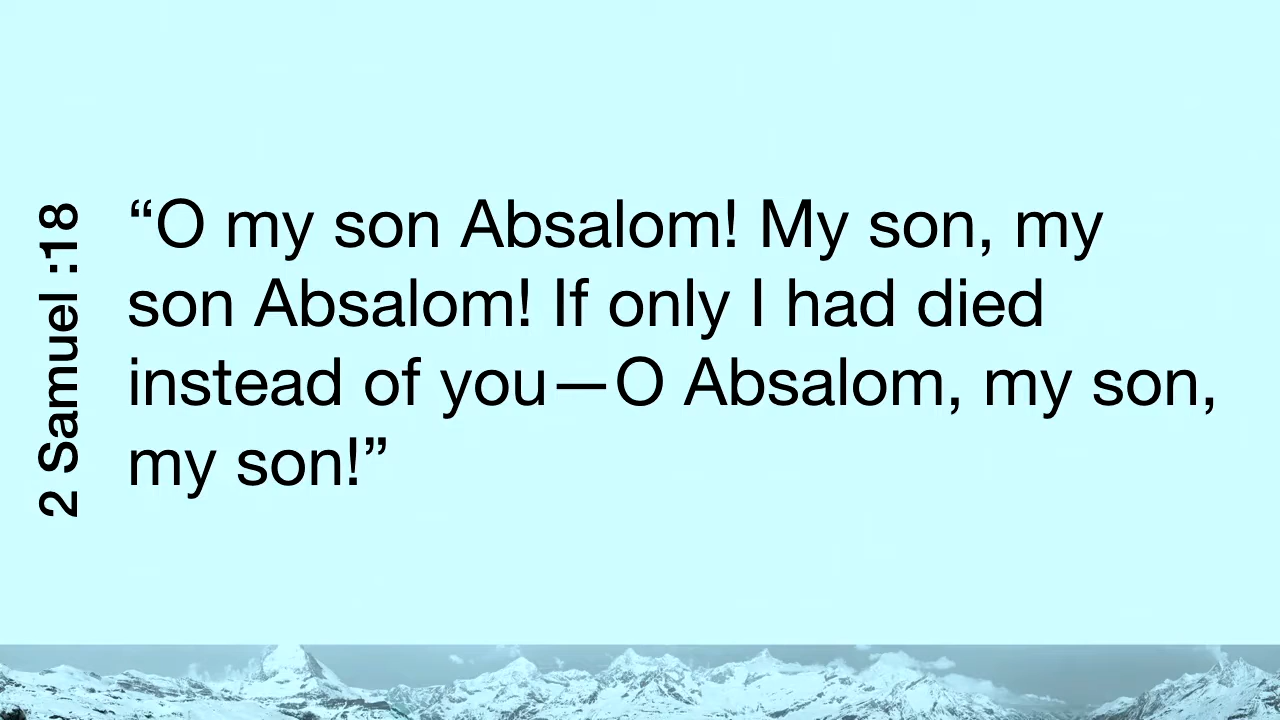 2 Samuel :18
“O my son Absalom! My son, my
son Absalom! If only I had died
instead of you—O Absalom, my son,
my son!”